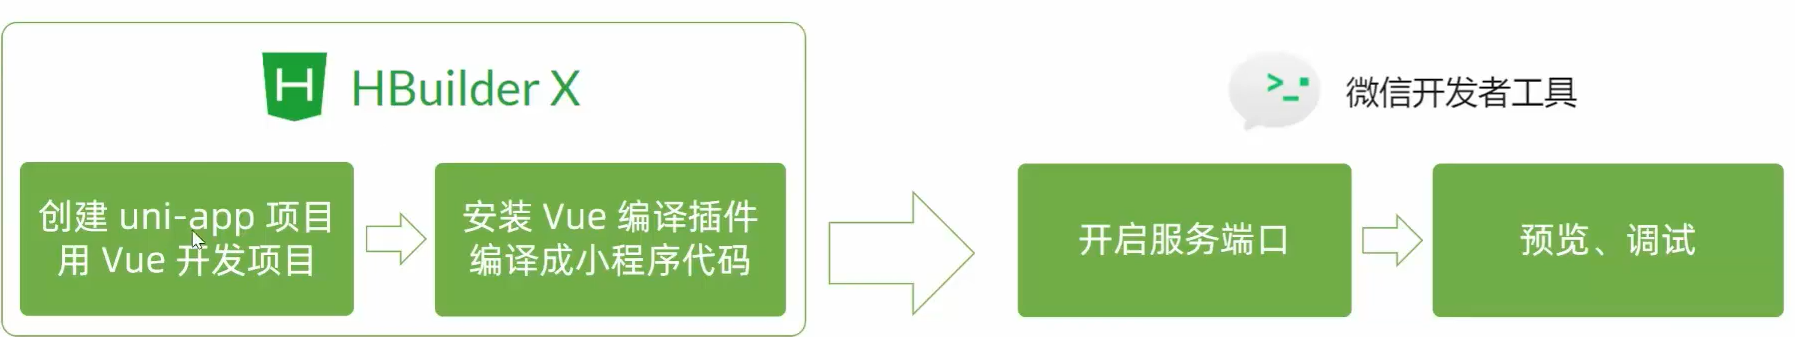 HBuilder X
创建 uni-app 项目
用 Vue 开发项目
安装 Vue 编译插件
编译成小程序代码
微信开发者工具
开启服务端口
预览、调试